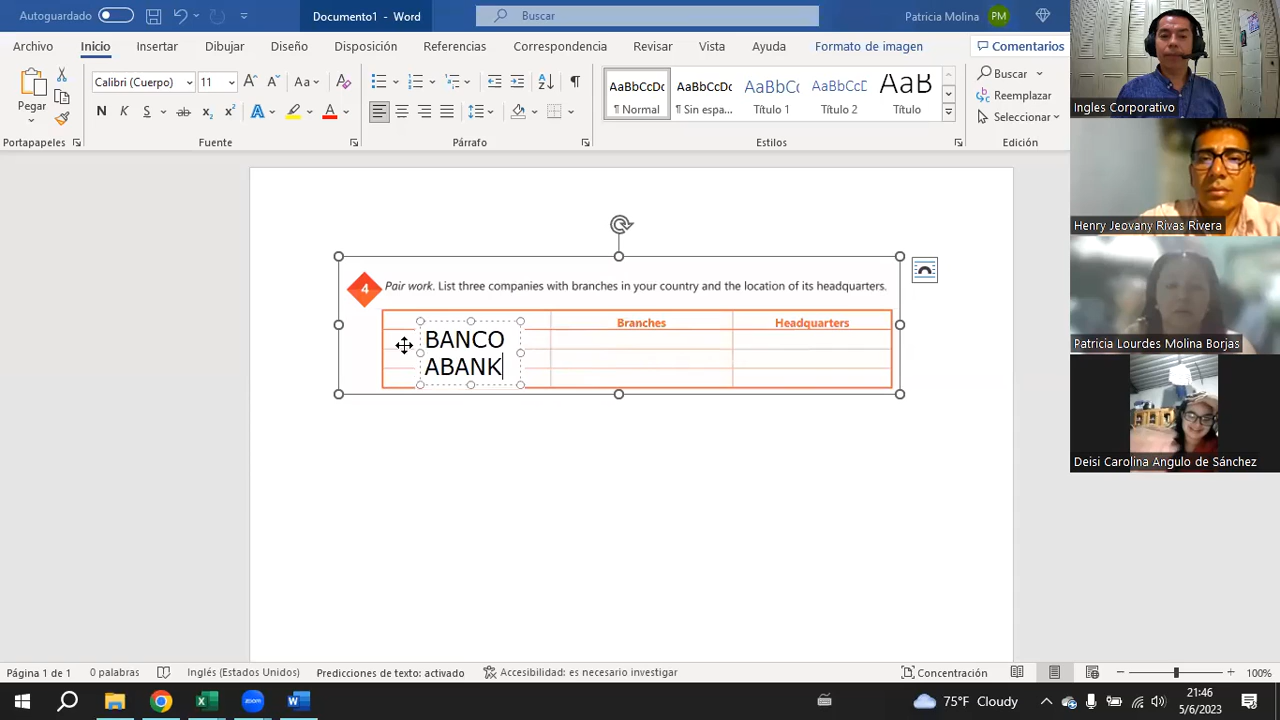 Autoguardado
Documento1 - Word
Buscar
Patricia Molina
PM
Archivo
Inicio
Insertar
Dibujar
Diseño
Disposición
Referencias
Correspondencia
Revisar
Vista
Ayuda
Formato de imagen
Comentarios
Pegar
Calibri (Cuerpo)
11
Aa
N K S ab x₂ x²
AaBbCcDc
¶ Normal
AaBbCcDc
¶ Sin espa...
AaBbCc
Título 1
AaBbCcD
Título 2
AaB
Título
Buscar
Reemplazar
Seleccionar
Portapapeles
Fuente
Párrafo
Estilos
Edición
4
Pair work. List three companies with branches in your country and the location of its headquarters.
Branches
Headquarters
BANCO
ABANK
Ingles Corporativo
Henry Jeovany Rivas Rivera
Patricia Lourdes Molina Borjas
Deisi Carolina Angulo de Sánchez
Página 1 de 1
0 palabras
Inglés (Estados Unidos)
Predicciones de texto: activado
Accesibilidad: es necesario investigar
Concentración
100%
zoom
75°F Cloudy
21:46
5/6/2023